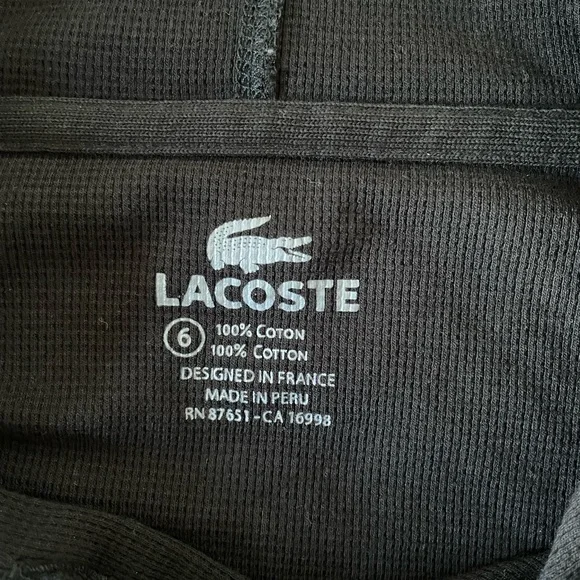 LACOSTE
6
100% COTON
100% COTTON
DESIGNED IN FRANCE
MADE IN PERU
RN 87651 - CA 16998